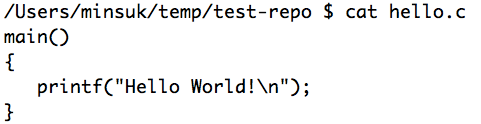 /Users/minsuk/temp/test-repo $ cat hello.c
main()
{
   printf("Hello World!\n");
}